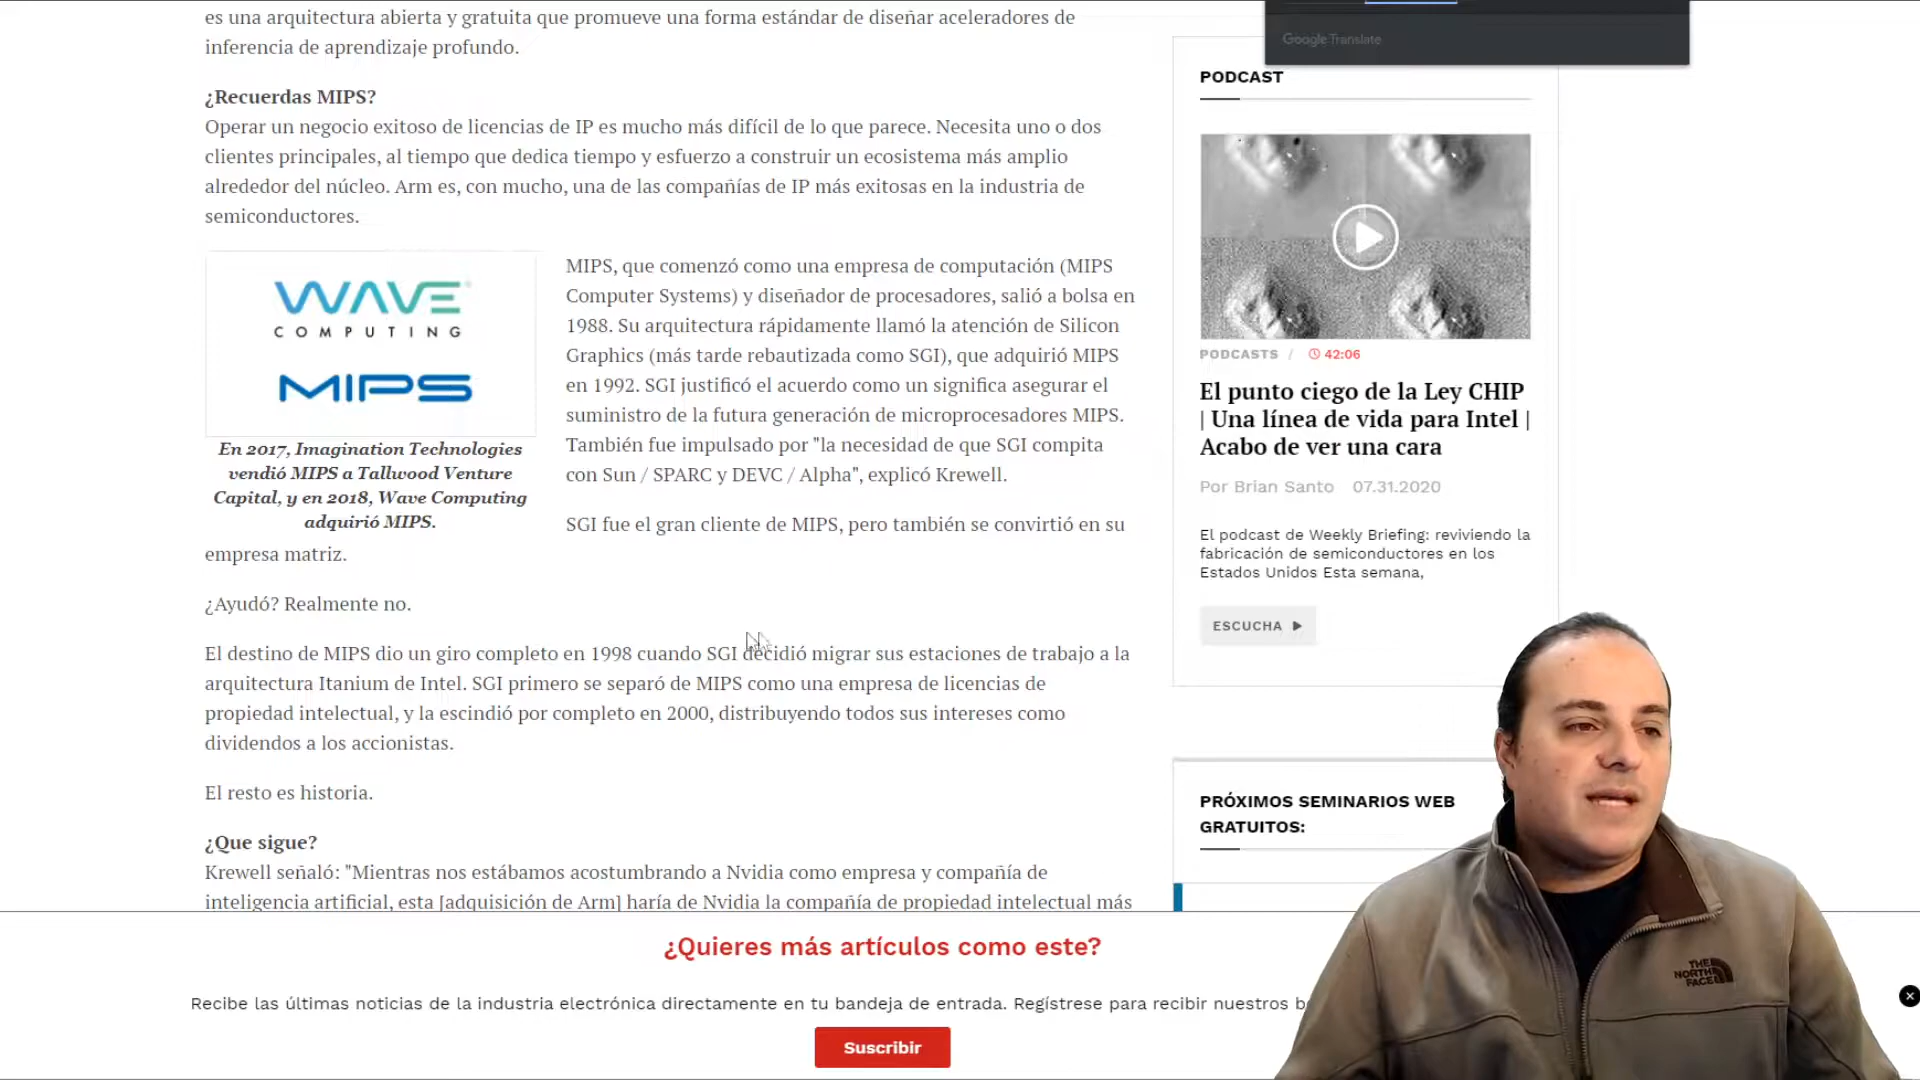 es una arquitectura abierta y gratuita que promueve una forma estándar de diseñar aceleradores de
inferencia de aprendizaje profundo.
¿Recuerdas MIPS?
Operar un negocio exitoso de licencias de IP es mucho más difícil de lo que parece. Necesita uno o dos
clientes principales, al tiempo que dedica tiempo y esfuerzo a construir un ecosistema más amplio
alrededor del núcleo. Arm es, con mucho, una de las compañías de IP más exitosas en la industria de
semiconductores.
WAVE
COMPUTING
MIPS
En 2017, Imagination Technologies
vendió MIPS a Tallwood Venture
Capital, y en 2018, Wave Computing
adquirió MIPS.
MIPS, que comenzó como una empresa de computación (MIPS
Computer Systems) y diseñador de procesadores, salió a bolsa en
1988. Su arquitectura rápidamente llamó la atención de Silicon
Graphics (más tarde rebautizada como SGI), que adquirió MIPS
en 1992. SGI justificó el acuerdo como un significa asegurar el
suministro de la futura generación de microprocesadores MIPS.
También fue impulsado por "la necesidad de que SGI compita
con Sun / SPARC y DEVC / Alpha", explicó Krewell.
SGI fue el gran cliente de MIPS, pero también se convirtió en su
empresa matriz.
¿Ayudó? Realmente no.
El destino de MIPS dio un giro completo en 1998 cuando SGI decidió migrar sus estaciones de trabajo a la
arquitectura Itanium de Intel. SGI primero se separó de MIPS como una empresa de licencias de
propiedad intelectual, y la escindió por completo en 2000, distribuyendo todos sus intereses como
dividendos a los accionistas.
El resto es historia.
¿Que sigue?
Krewell señaló: "Mientras nos estábamos acostumbrando a Nvidia como empresa y compañía de
inteligencia artificial, esta [adquisición de Arm] haría de Nvidia la compañía de propiedad intelectual más
Google Translate
PODCAST
PODCASTS / 42:06
El punto ciego de la Ley CHIP
| Una línea de vida para Intel |
Acabo de ver una cara
Por Brian Santo 07.31.2020
El podcast de Weekly Briefing: reviviendo la
fabricación de semiconductores en los
Estados Unidos Esta semana,
ESCUCHA
PRÓXIMOS SEMINARIOS WEB
GRATUITOS:
¿Quieres más artículos como este?
Recibe las últimas noticias de la industria electrónica directamente en tu bandeja de entrada. Regístrese para recibir nuestros
Suscribir
THE
NORTH
FACE